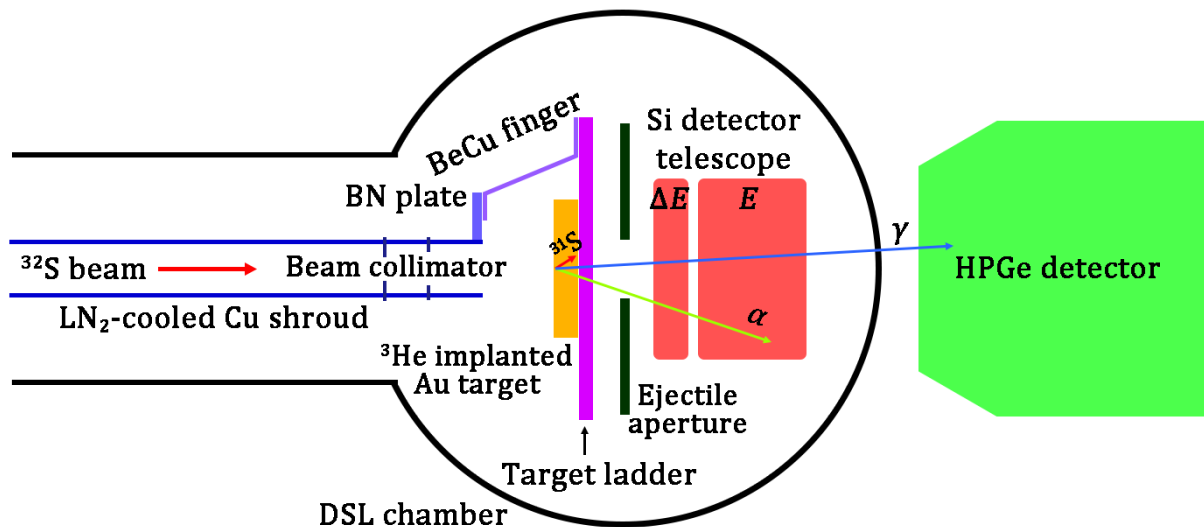 BeCu finger
Si detector
telescope
ΔE
E
BN plate
³¹S
γ
³²S beam
Beam collimator
HPGe detector
LN₂-cooled Cu shroud
α
³He implanted
Au target
Ejectile
aperture
Target ladder
DSL chamber